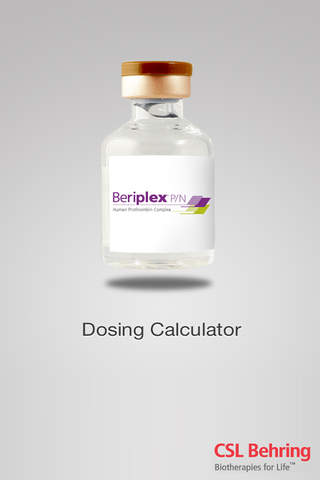 Beriplex P/N
Human Prothrombin Complex
Dosing Calculator
CSL Behring
Biotherapies for Life™